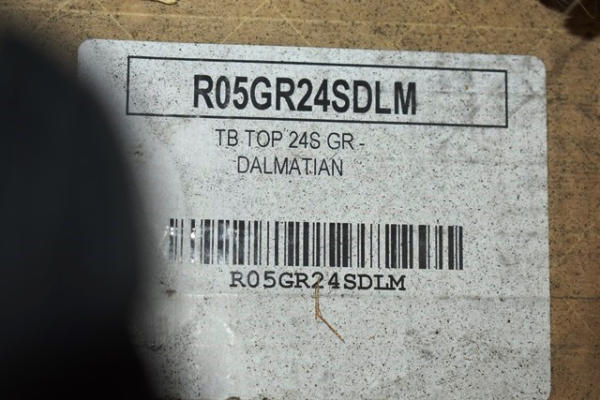 R05GR24SDLM
TB TOP 24S GR -
DALMATIAN
R05GR24SDLM